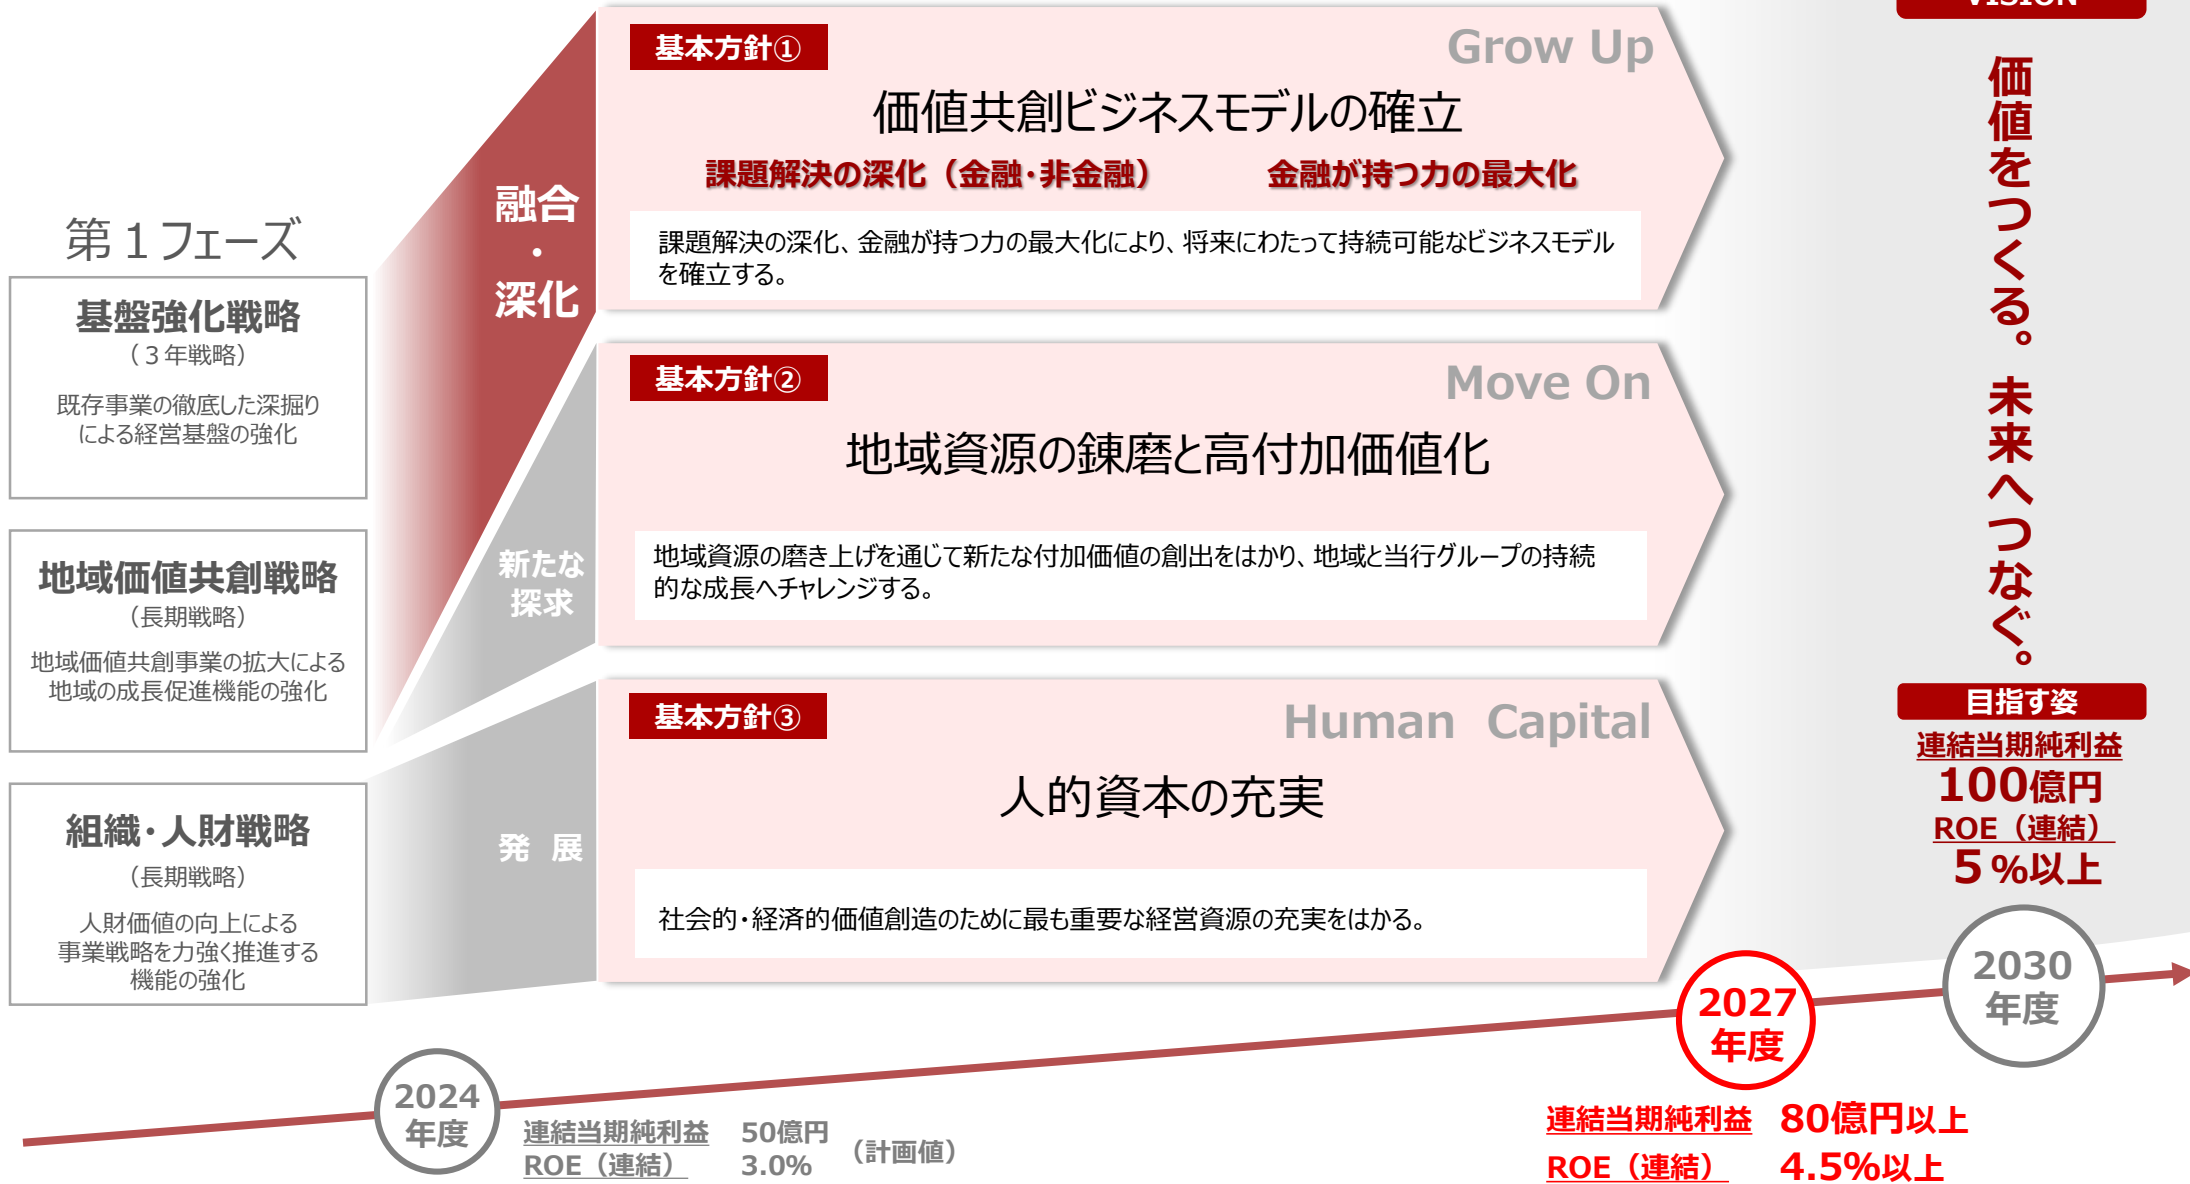 第１フェーズ
基盤強化戦略
（３年戦略）
既存事業の徹底した深掘り
による経営基盤の強化
地域価値共創戦略
（長期戦略）
地域価値共創事業の拡大による
地域の成長促進機能の強化
組織・人財戦略
（長期戦略）
人財価値の向上による
事業戦略を力強く推進する
機能の強化
融合
・
深化
新たな
探求
発 展
基本方針①
Grow Up
価値共創ビジネスモデルの確立
課題解決の深化（金融・非金融） 金融が持つ力の最大化
課題解決の深化、金融が持つ力の最大化により、将来にわたって持続可能なビジネスモデル
を確立する。
基本方針②
Move On
地域資源の錬磨と高付加価値化
地域資源の磨き上げを通じて新たな付加価値の創出をはかり、地域と当行グループの持続
的な成長へチャレンジする。
基本方針③
Human Capital
人的資本の充実
社会的・経済的価値創造のために最も重要な経営資源の充実をはかる。
VISION
価値をつくる。未来へつなぐ。
目指す姿
連結当期純利益
100億円
ROE（連結）
５%以上
2024
年度
連結当期純利益 50億円
ROE（連結） 3.0%
（計画値）
2027
年度
連結当期純利益 80億円以上
ROE（連結） 4.5%以上
2030
年度